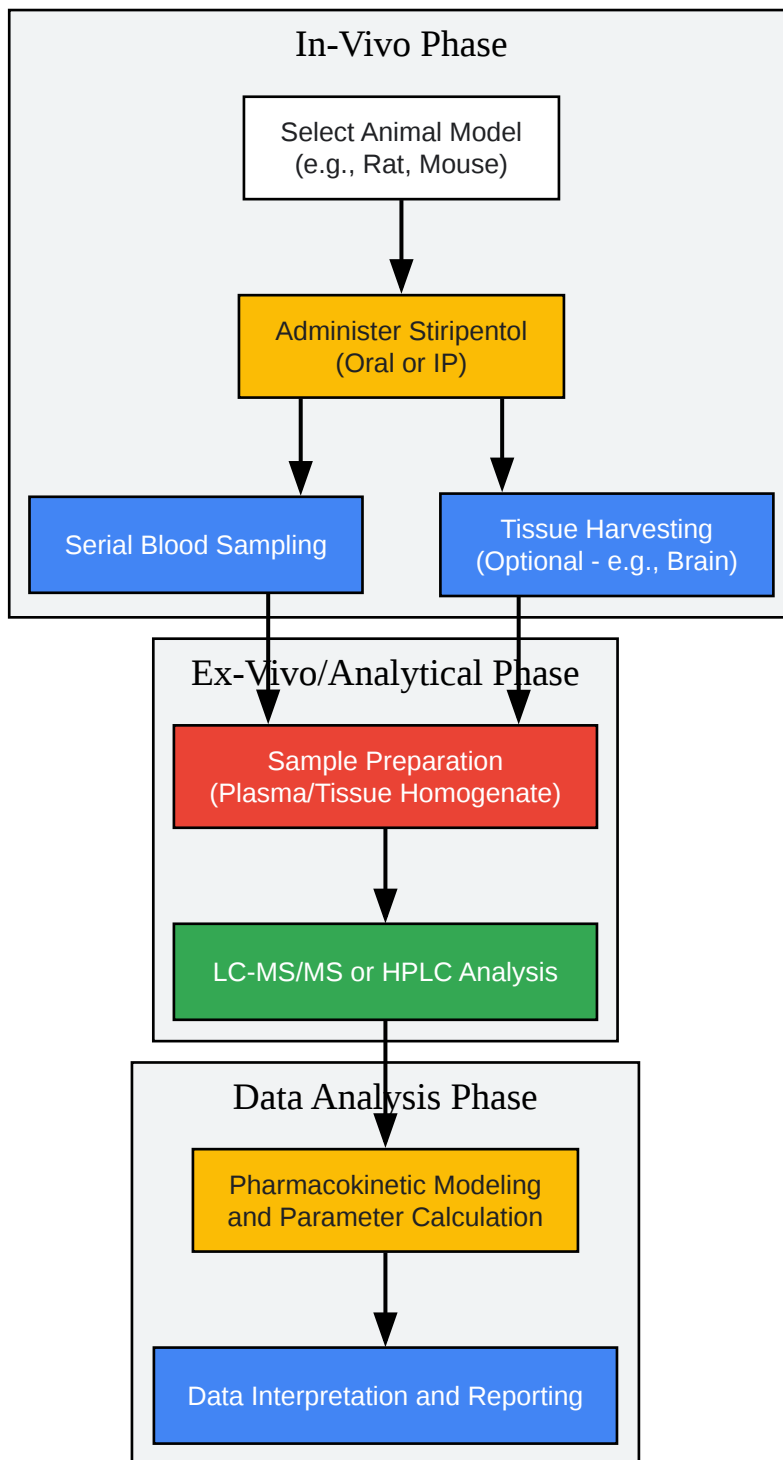 In-Vivo Phase
Select Animal Model
(e.g., Rat, Mouse)
Administer Stiripentol
(Oral or IP)
Serial Blood Sampling
Tissue Harvesting
(Optional - e.g., Brain)
Ex-Vivo/Analytical Phase
Sample Preparation
(Plasma/Tissue Homogenate)
LC-MS/MS or HPLC Analysis
Data Analysis Phase
Pharmacokinetic Modeling
and Parameter Calculation
Data Interpretation and Reporting